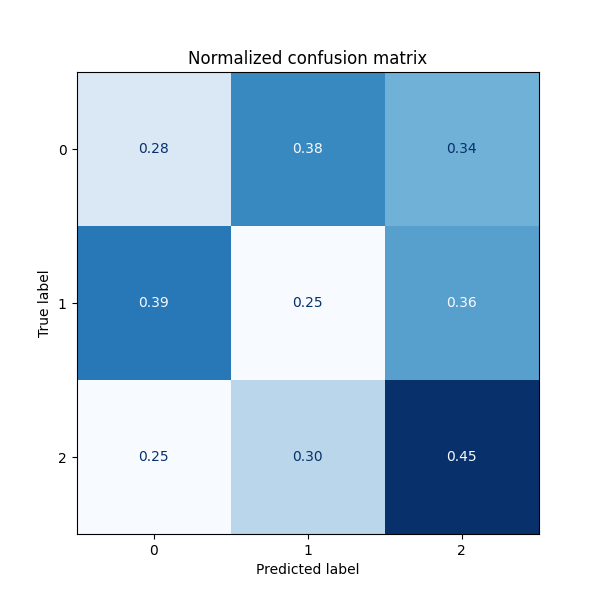 Normalized confusion matrix
0 0.28 0.38 0.34
1 0.39 0.25 0.36
2 0.25 0.30 0.45
0 1 2
True label
Predicted label